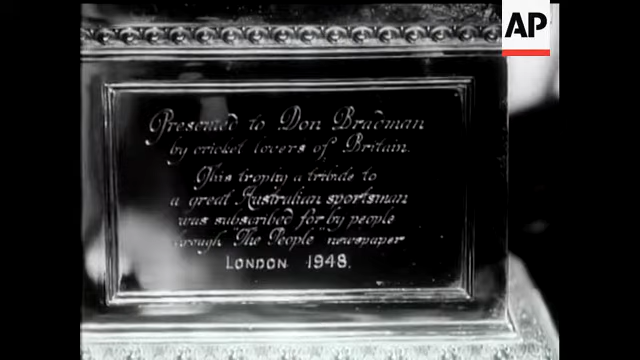 AP
Presented to Don Bradman
by cricket lovers of Britain.
This trophy a tribute to
a great Australian sportsman
was subscribed for by people
through "The People" newspaper
LONDON 1948.